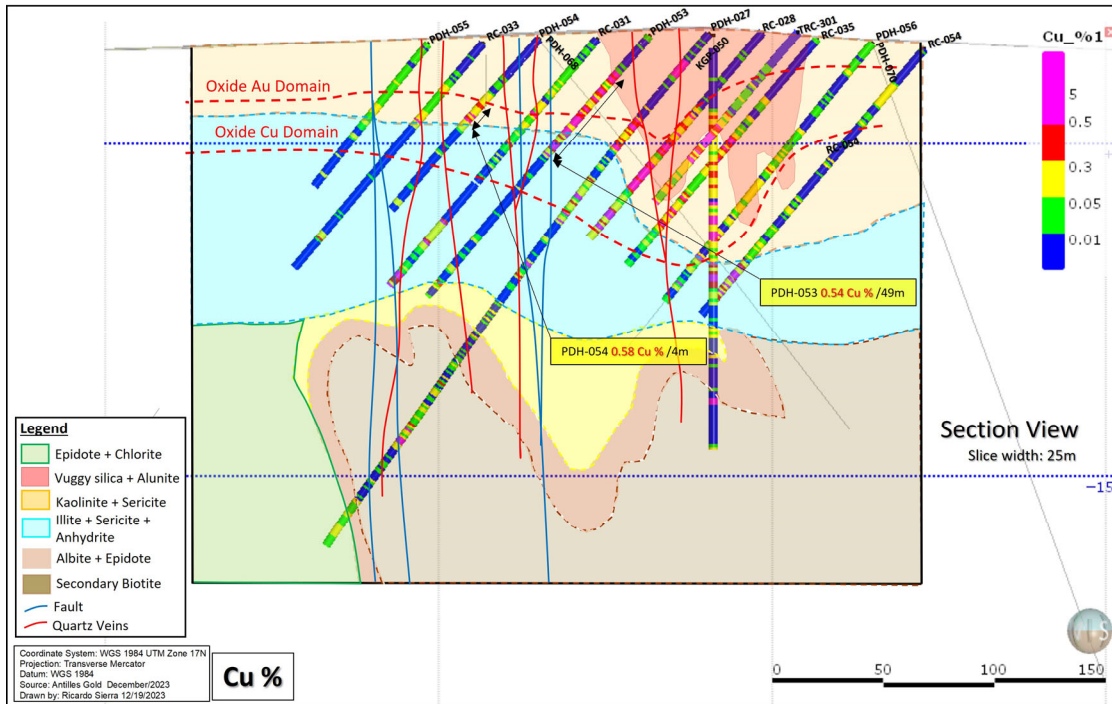 PDH-055
RC-033
PDH-054
PDH-068
RC-031
PDH-053
PDH-027
KGP-050
RC-028
TRC-301
RC-035
PDH-056
PDH-070
RC-054
RC-084
Cu_%1
5
0.5
0.3
0.05
0.01
Oxide Au Domain
Oxide Cu Domain
PDH-053 0.54 Cu % /49m
PDH-054 0.58 Cu % /4m
Section View
Slice width: 25m
-15
Legend
Epidote + Chlorite
Vuggy silica + Alunite
Kaolinite + Sericite
Illite + Sericite +
Anhydrite
Albite + Epidote
Secondary Biotite
Fault
Quartz Veins
Coordinate System: WGS 1984 UTM Zone 17N
Projection: Transverse Mercator
Datum: WGS 1984
Source: Antilles Gold December/2023
Drawn by: Ricardo Sierra 12/19/2023
Cu %
0 50 100 150